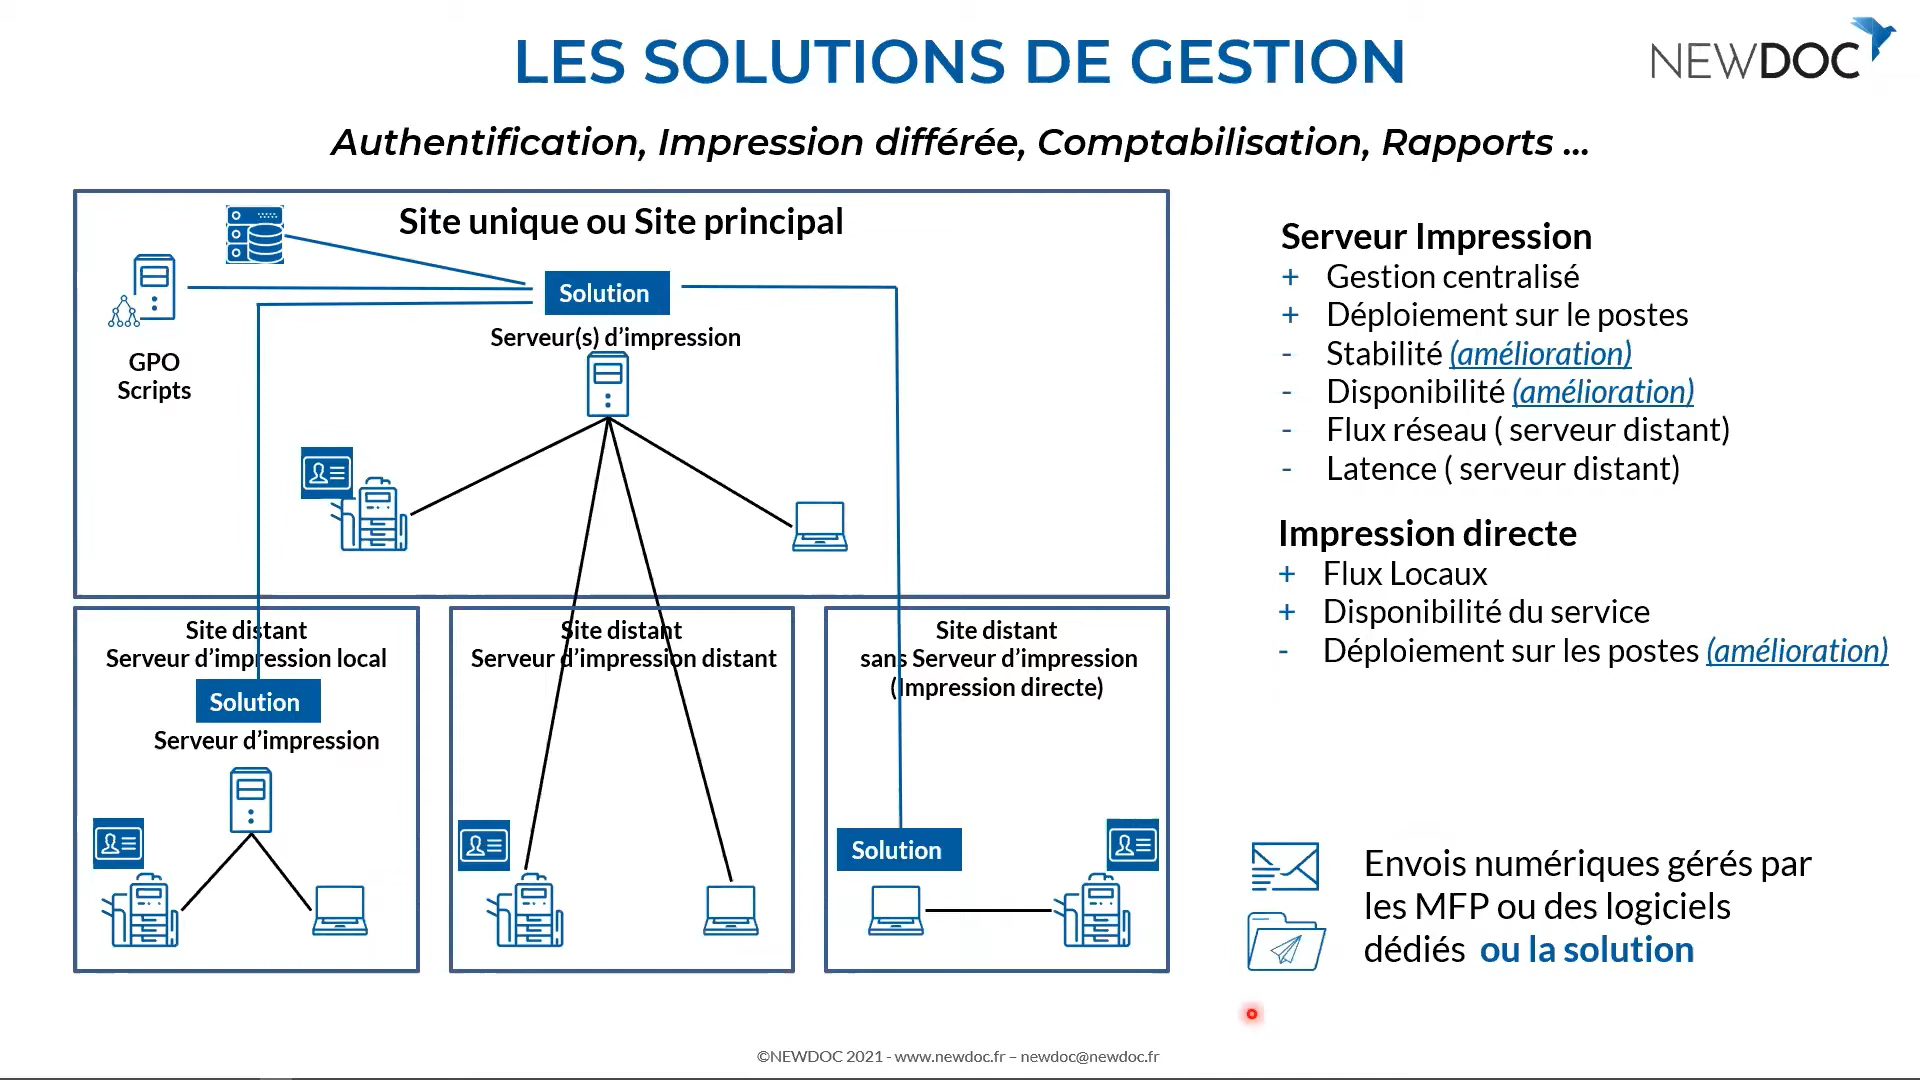 LES SOLUTIONS DE GESTION
NEWDOC
Authentification, Impression différée, Comptabilisation, Rapports ...
Site unique ou Site principal
Solution
Serveur(s) d’impression
GPO
Scripts
Site distant
Serveur d’impression local
Solution
Serveur d’impression
Site distant
Serveur d’impression distant
Site distant
sans Serveur d’impression
(Impression directe)
Solution
Serveur Impression
+ Gestion centralisé
+ Déploiement sur le postes
- Stabilité (amélioration)
- Disponibilité (amélioration)
- Flux réseau ( serveur distant)
- Latence ( serveur distant)
Impression directe
+ Flux Locaux
+ Disponibilité du service
- Déploiement sur les postes (amélioration)
Envois numériques gérés par
les MFP ou des logiciels
dédiés ou la solution
©NEWDOC 2021 - www.newdoc.fr – newdoc@newdoc.fr